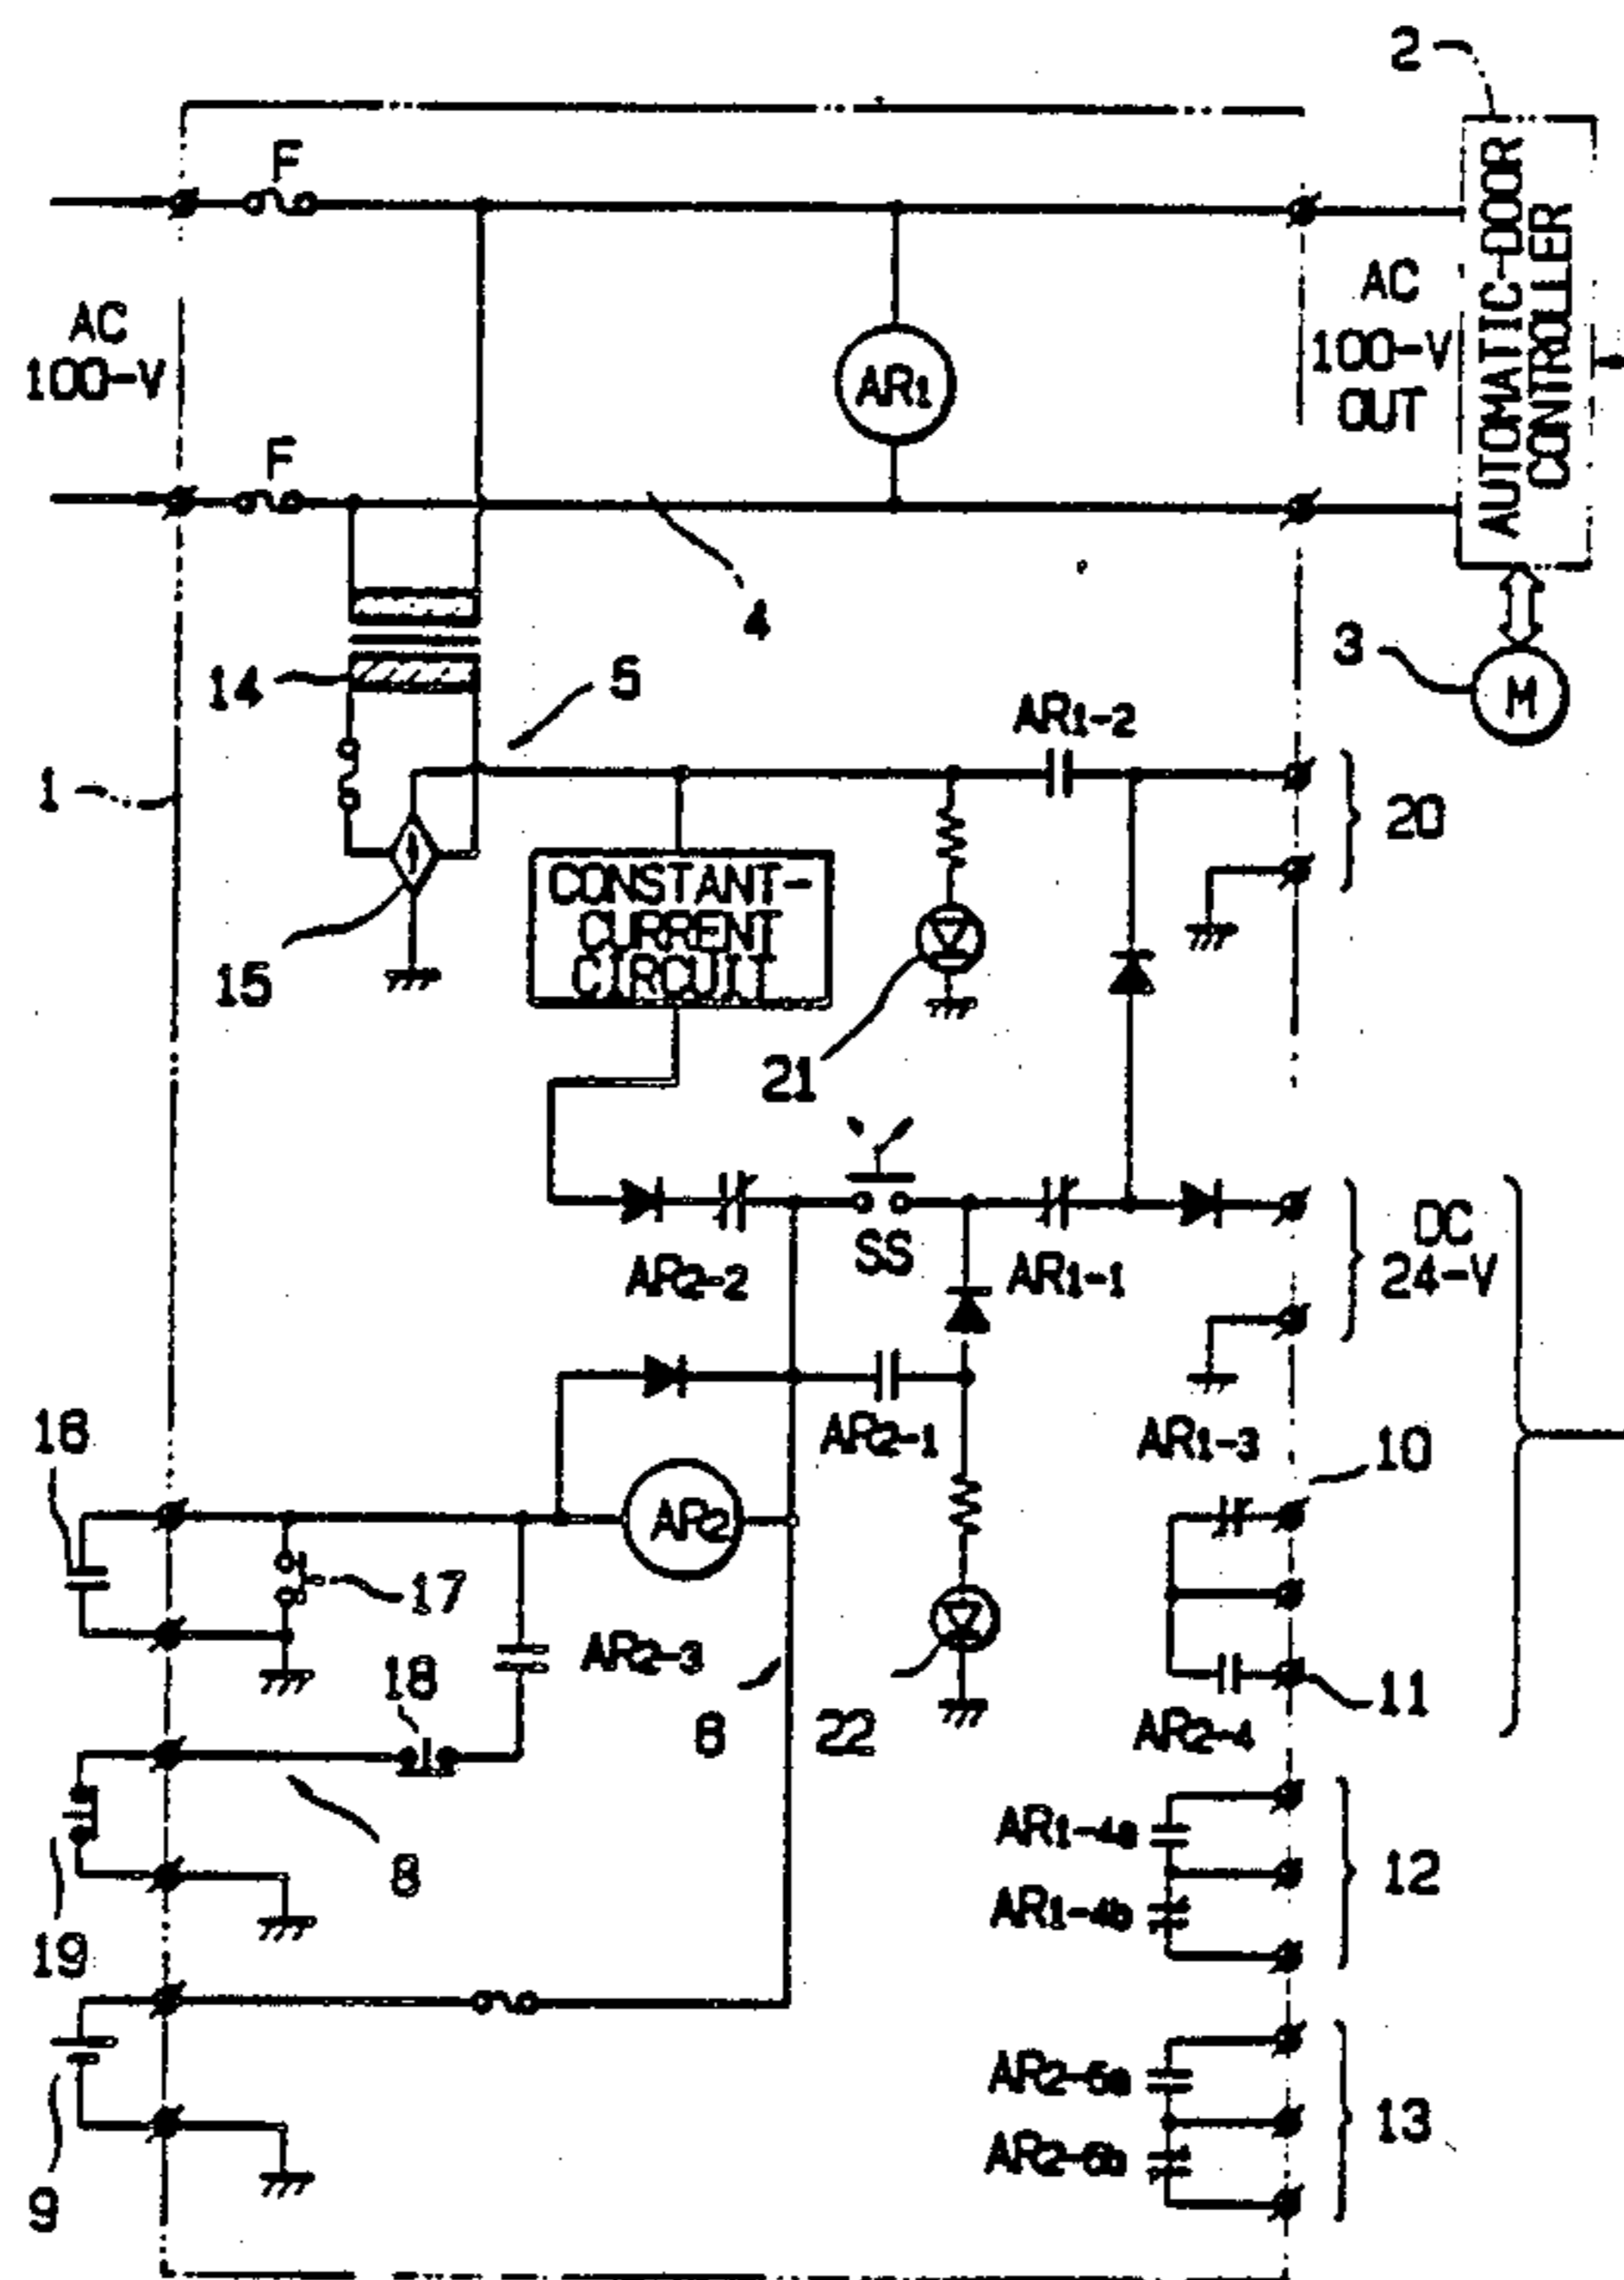 2
F
AC
100-V
F
AR1
AC
100-V
OUT
AUTOMATIC-DOOR
CONTROLLER
4
3
M
14
5
AR1-2
1
20
CONSTANT-
CURRENT
CIRCUIT
15
21
SS
AR2-2
AR1-1
DC
24-V
16
AR2-1
AR1-3
10
AR2
17
AR2-3
18
6
22
11
AR2-4
8
AR1-4a
12
AR1-4b
19
AR2-5a
13
AR2-5b
9